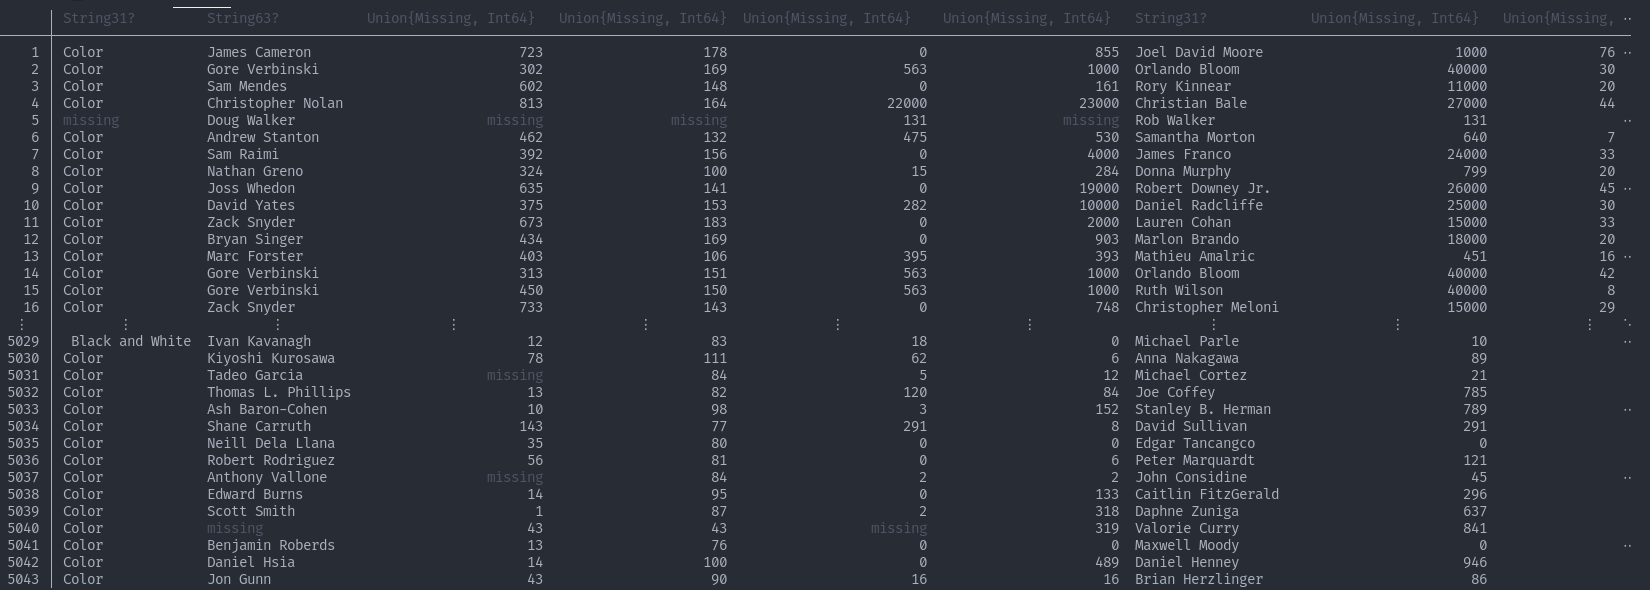 String31? String63? Union{Missing, Int64} Union{Missing, Int64} Union{Missing, Int64} Union{Missing, Int64} String31? Union{Missing, Int64} Union{Missing, ⋯
1 Color James Cameron 723 178 0 855 Joel David Moore 1000 76 ⋯
2 Color Gore Verbinski 302 169 563 1000 Orlando Bloom 40000 30
3 Color Sam Mendes 602 148 0 161 Rory Kinnear 11000 20
4 Color Christopher Nolan 813 164 22000 23000 Christian Bale 27000 44
5 missing Doug Walker missing missing 131 missing Rob Walker 131 ⋯
6 Color Andrew Stanton 462 132 475 530 Samantha Morton 640 7
7 Color Sam Raimi 392 156 0 4000 James Franco 24000 33
8 Color Nathan Greno 324 100 15 284 Donna Murphy 799 20
9 Color Joss Whedon 635 141 0 19000 Robert Downey Jr. 26000 45 ⋯
10 Color David Yates 375 153 282 10000 Daniel Radcliffe 25000 30
11 Color Zack Snyder 673 183 0 2000 Lauren Cohan 15000 33
12 Color Bryan Singer 434 169 0 903 Marlon Brando 18000 20
13 Color Marc Forster 403 106 395 393 Mathieu Amalric 451 16 ⋯
14 Color Gore Verbinski 313 151 563 1000 Orlando Bloom 40000 42
15 Color Gore Verbinski 450 150 563 1000 Ruth Wilson 40000 8
16 Color Zack Snyder 733 143 0 748 Christopher Meloni 15000 29
⋮ ⋮ ⋮ ⋮ ⋮ ⋮ ⋮ ⋮ ⋮ ⋮ ⋱
5029 Black and White Ivan Kavanagh 12 83 18 0 Michael Parle 10 ⋯
5030 Color Kiyoshi Kurosawa 78 111 62 6 Anna Nakagawa 89
5031 Color Tadeo Garcia missing 84 5 12 Michael Cortez 21
5032 Color Thomas L. Phillips 13 82 120 84 Joe Coffey 785
5033 Color Ash Baron-Cohen 10 98 3 152 Stanley B. Herman 789 ⋯
5034 Color Shane Carruth 143 77 291 8 David Sullivan 291
5035 Color Neill Dela Llana 35 80 0 0 Edgar Tancangco 0
5036 Color Robert Rodriguez 56 81 0 6 Peter Marquardt 121
5037 Color Anthony Vallone missing 84 2 2 John Considine 45 ⋯
5038 Color Edward Burns 14 95 0 133 Caitlin FitzGerald 296
5039 Color Scott Smith 1 87 2 318 Daphne Zuniga 637
5040 Color missing 43 43 missing 319 Valorie Curry 841
5041 Color Benjamin Roberds 13 76 0 0 Maxwell Moody 0 ⋯
5042 Color Daniel Hsia 14 100 0 489 Daniel Henney 946
5043 Color Jon Gunn 43 90 16 16 Brian Herzlinger 86